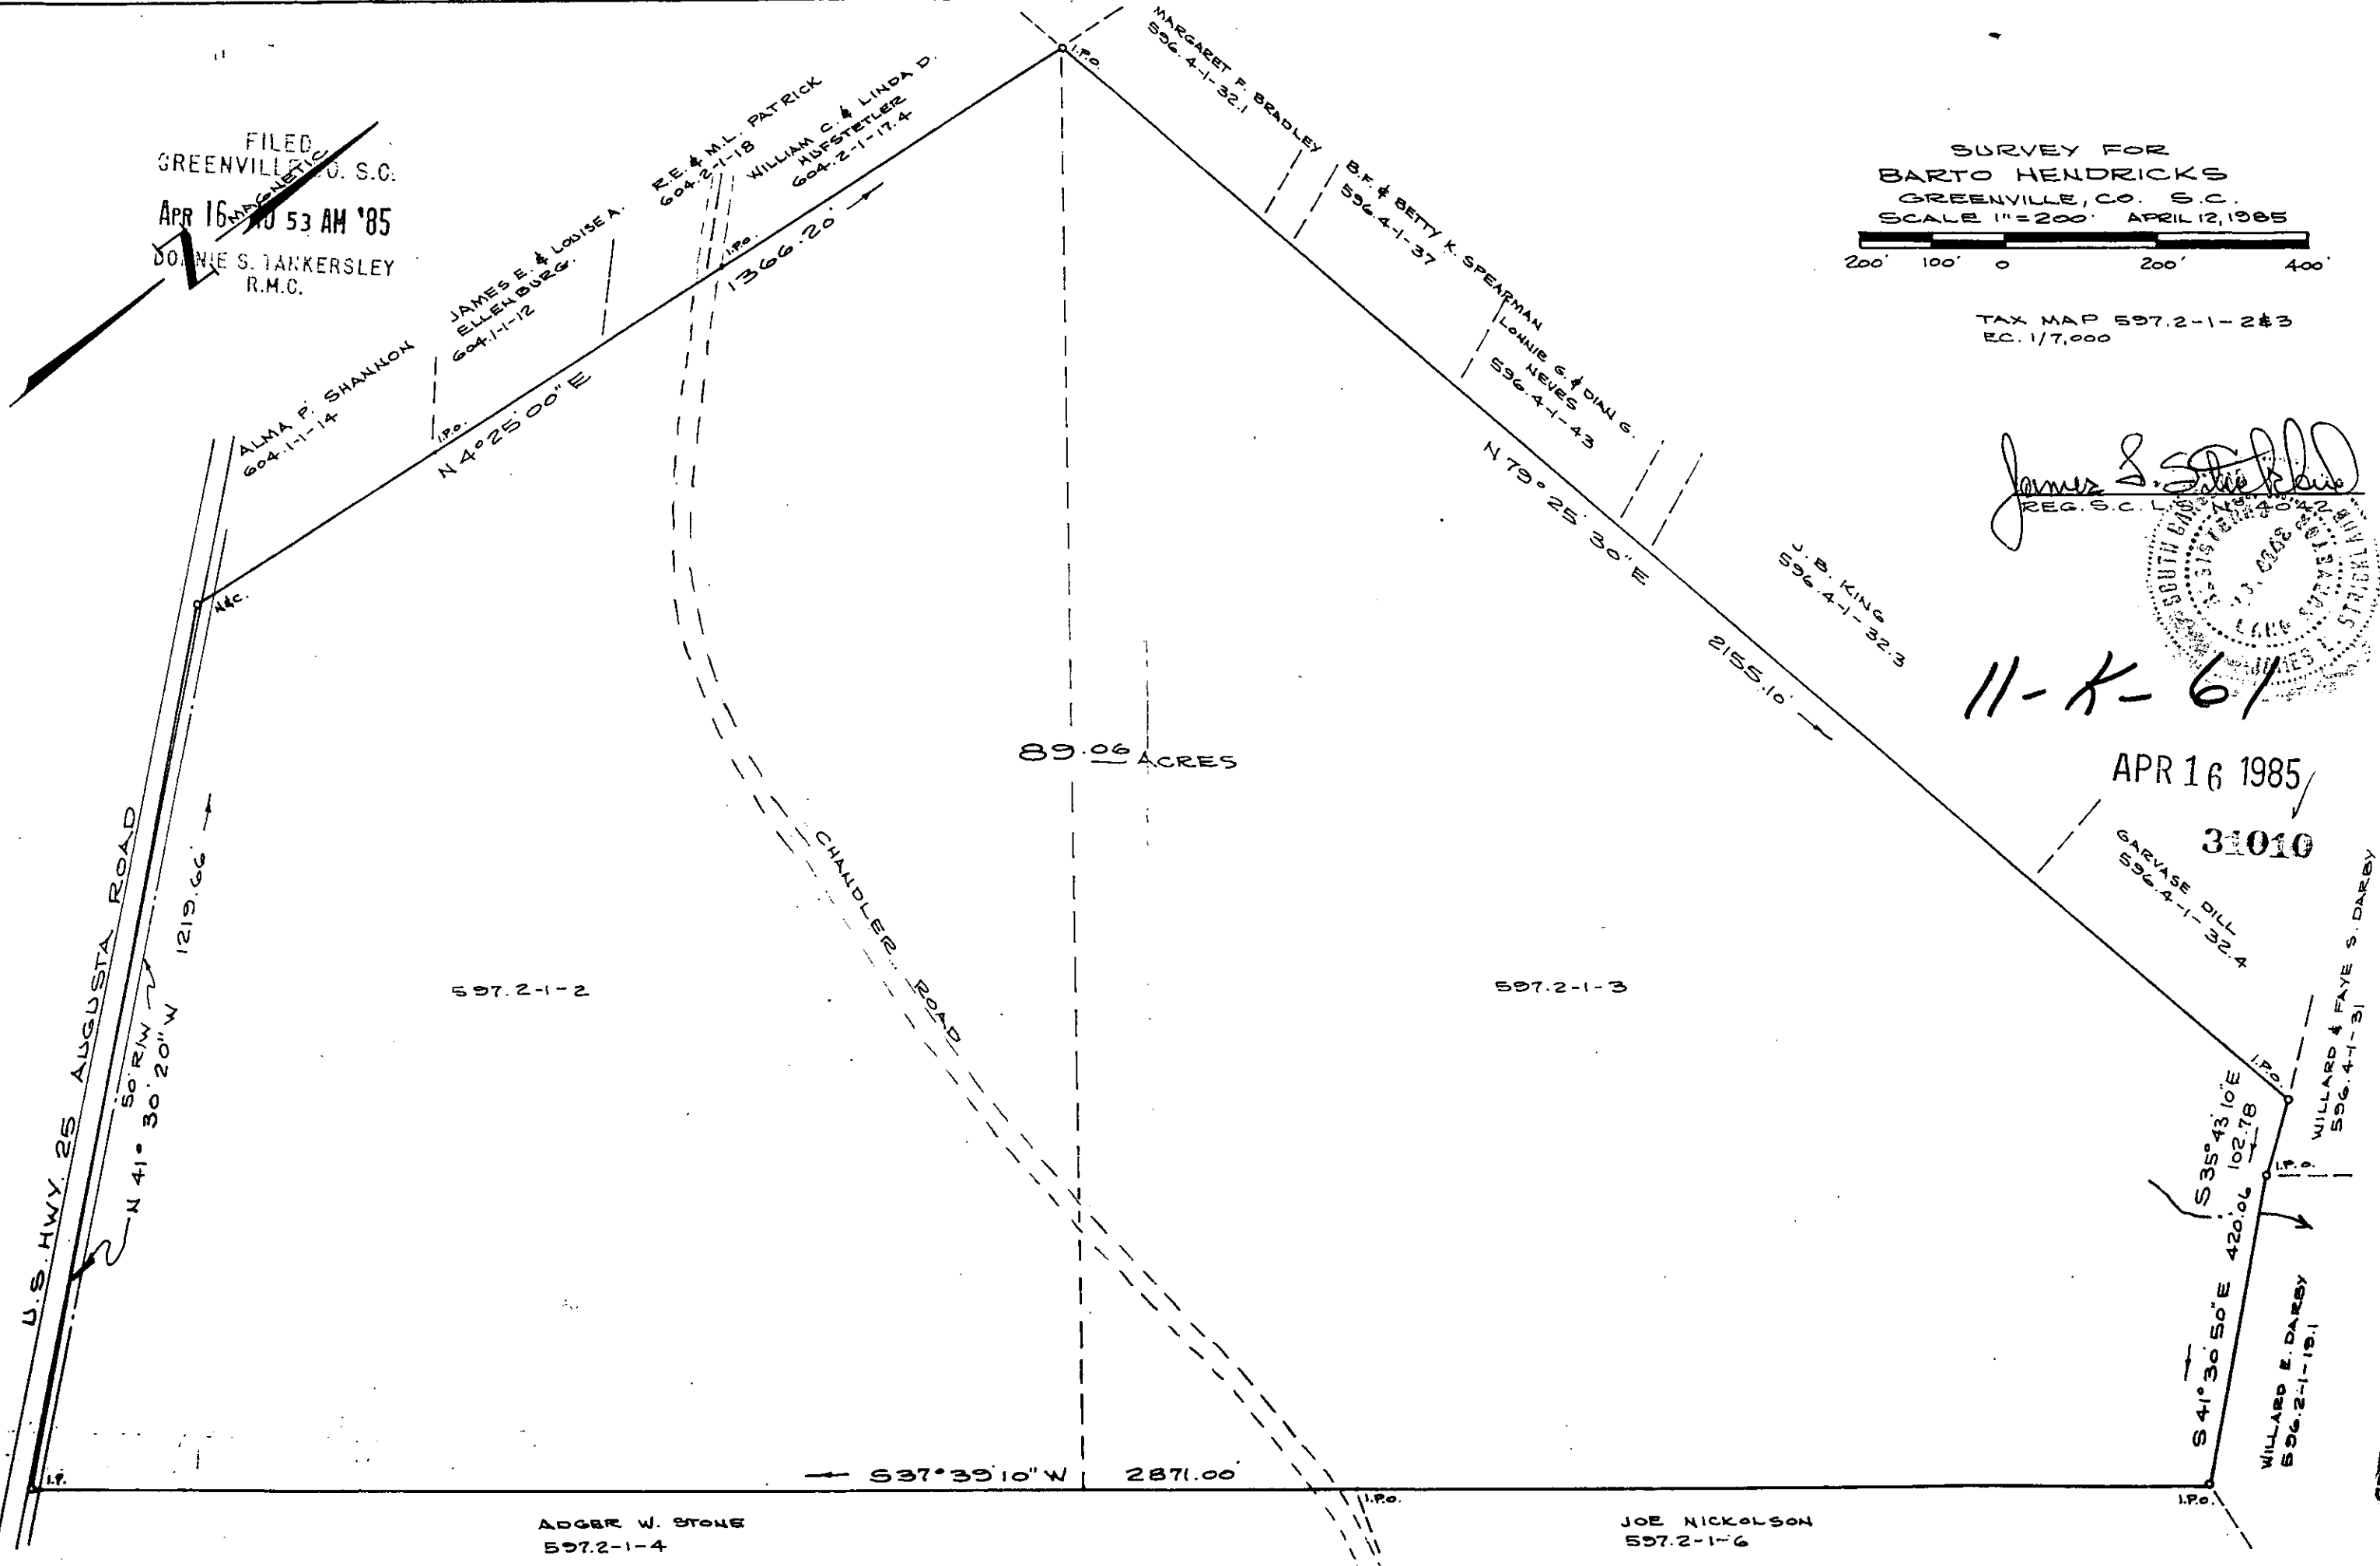 FILED
GREENVILLE CO. S.C.
APR 16 10 53 AM '85
DONNIE S. TANKERSLEY
R.M.C.
MAGNETIC
SURVEY FOR
BARTO HENDRICKS
GREENVILLE, CO. S.C.
SCALE 1"=200' APRIL 12, 1985
200' 100' 0 200' 400'
TAX MAP 597.2-1-2&3
EC. 1/7,000
REG. S.C. L.S. No. 4042
SOUTH CAROLINA
REGISTERED
LAND SURVEYOR
JAMES L. STRICKLAND
11-K-61
APR 16 1985
31010
ALMA P. SHANNON
604.1-1-14
JAMES E. & LOUISE A.
ELLENBURG.
604.1-1-12
R.E. & M.L. PATRICK
604.2-1-18
WILLIAM C. & LINDA D.
HUFSTETLER
604.2-1-17.4
I.P.O.
I.P.O.
I.P.O.
N 4° 25' 00" E
1366.20'
MARGARET F. BRADLEY
596.4-1-32.1
B.F. & BETTY K. SPEARMAN
596.4-1-37
LONNIE G. & DIAN G.
NEVES
596.4-1-43
N 79° 25' 30" E
2155.10'
J.B. KING
596.4-1-32.3
GARVASE DILL
596.4-1-32.4
WILLARD & FAYE S. DARBY
596.4-1-31
I.P.O.
S35° 43' 10" E
102.78
I.P.O.
S 41° 30' 50" E 420.06
WILLARD E. DARBY
596.2-1-19.1
I.P.O.
N&C.
U.S. HWY. 25 AUGUSTA ROAD
50' R/W
N 41° 30' 20" W
1219.66'
89.06 ACRES
CHANDLER ROAD
597.2-1-2
597.2-1-3
I.P.
S37° 39' 10" W 2871.00'
I.P.O.
ADGER W. STONE
597.2-1-4
JOE NICKOLSON
597.2-1-6